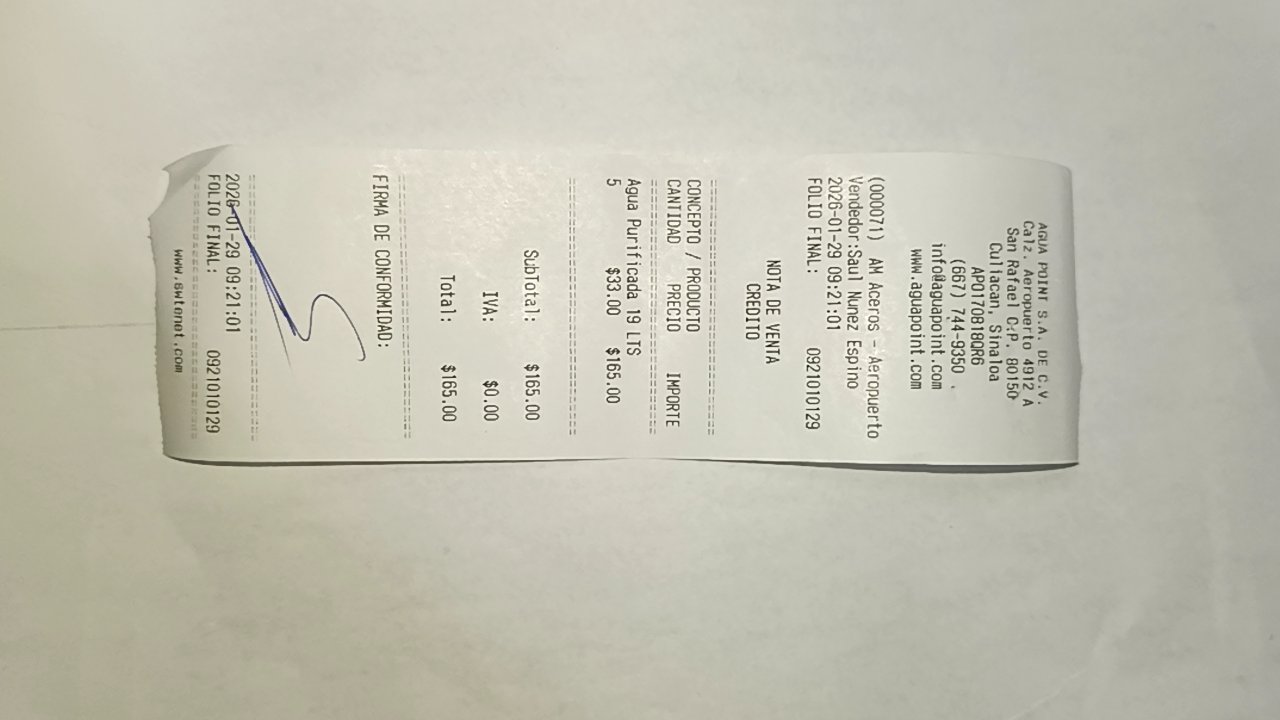 AGUA POINT S.A. DE C.V.
Calz. Aeropuerto 4912 A
San Rafael C.P. 80150
Culiacan, Sinaloa
APO170818QR6
(667) 744-9350 .
info@aguapoint.com
www.aguapoint.com
(000071) AM Aceros - Aeropuerto
Vendedor:Saul Nunez Espino
2026-01-29 09:21:01
FOLIO FINAL: 0921010129
NOTA DE VENTA
CREDITO
================================
CONCEPTO / PRODUCTO
CANTIDAD PRECIO IMPORTE
================================
Agua Purificada 19 LTS
5 $33.00 $165.00
================================
SubTotal: $165.00
IVA: $0.00
Total: $165.00
================================
FIRMA DE CONFORMIDAD:
================================
2026-01-29 09:21:01
FOLIO FINAL: 0921010129
================================
www.swtenet.com